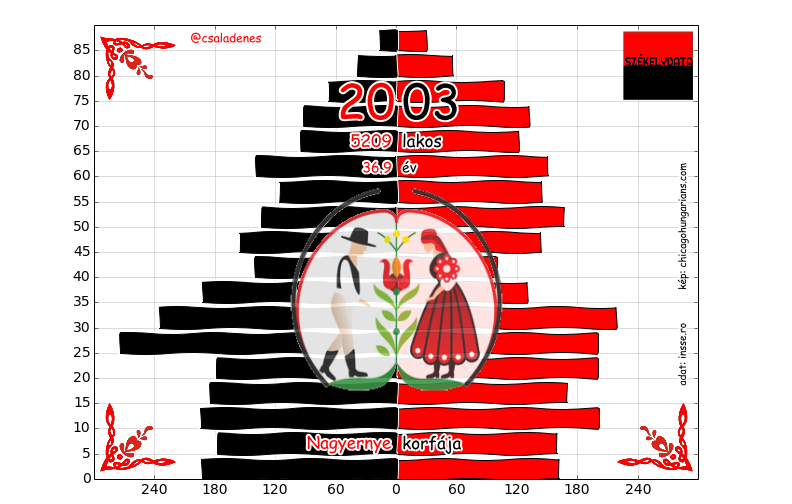 @csaladenes
SZÉKELYDATA
2003
5209 lakos
36.9 év
kép: chicagohungarians.com
adat: insse.ro
Nagyernye korfája
85
80
75
70
65
60
55
50
45
40
35
30
25
20
15
10
5
0
240 180 120 60 0 60 120 180 240